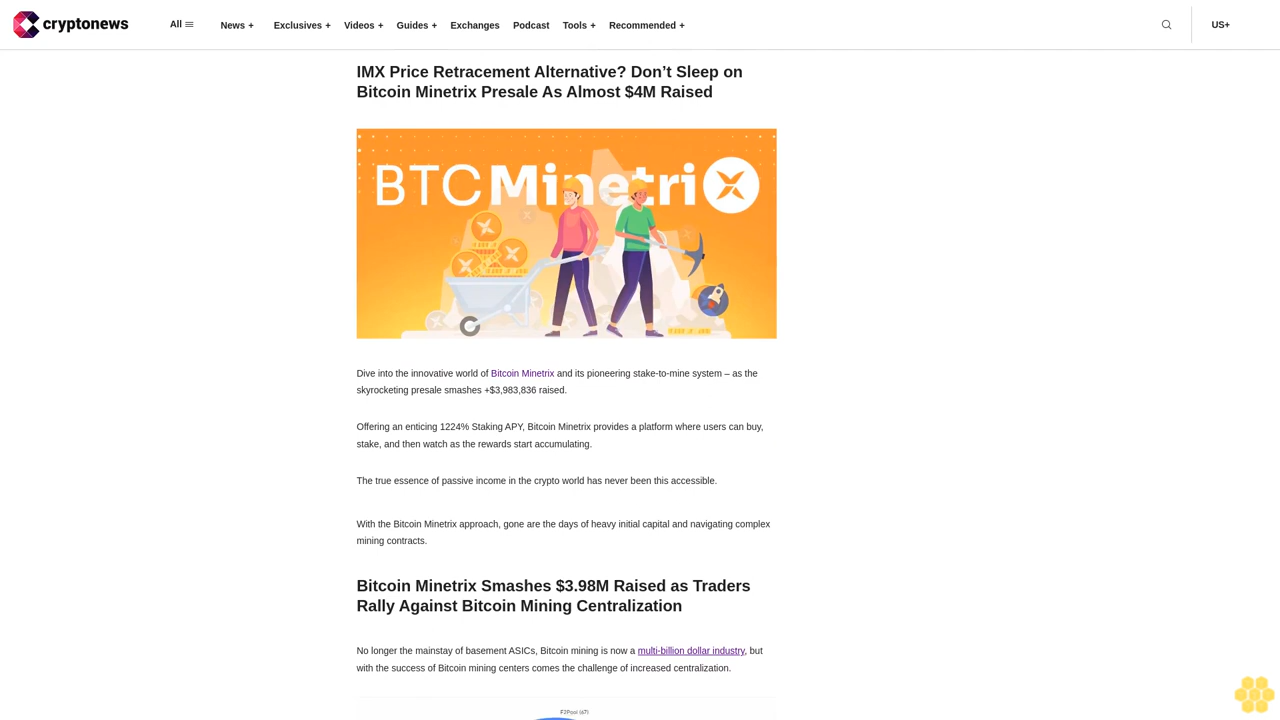 cryptonews
All
News +
Exclusives +
Videos +
Guides +
Exchanges
Podcast
Tools +
Recommended +
US+
IMX Price Retracement Alternative? Don’t Sleep on
Bitcoin Minetrix Presale As Almost $4M Raised
BTCMinetriX
Dive into the innovative world of Bitcoin Minetrix and its pioneering stake-to-mine system – as the
skyrocketing presale smashes +$3,983,836 raised.
Offering an enticing 1224% Staking APY, Bitcoin Minetrix provides a platform where users can buy,
stake, and then watch as the rewards start accumulating.
The true essence of passive income in the crypto world has never been this accessible.
With the Bitcoin Minetrix approach, gone are the days of heavy initial capital and navigating complex
mining contracts.
Bitcoin Minetrix Smashes $3.98M Raised as Traders
Rally Against Bitcoin Mining Centralization
No longer the mainstay of basement ASICs, Bitcoin mining is now a multi-billion dollar industry, but
with the success of Bitcoin mining centers comes the challenge of increased centralization.
F2Pool (67)